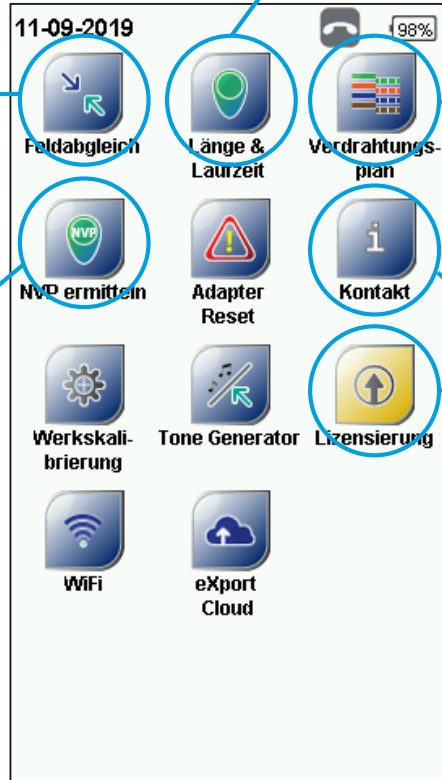 11-09-2019 98%
Feldabgleich
Länge &
Laufzeit
Verdrahtungs-
plan
NVP
NVP ermitteln
Adapter
Reset
i
Kontakt
Werkskali-
brierung
Tone Generator
Lizensierung
WiFi
eXport
Cloud